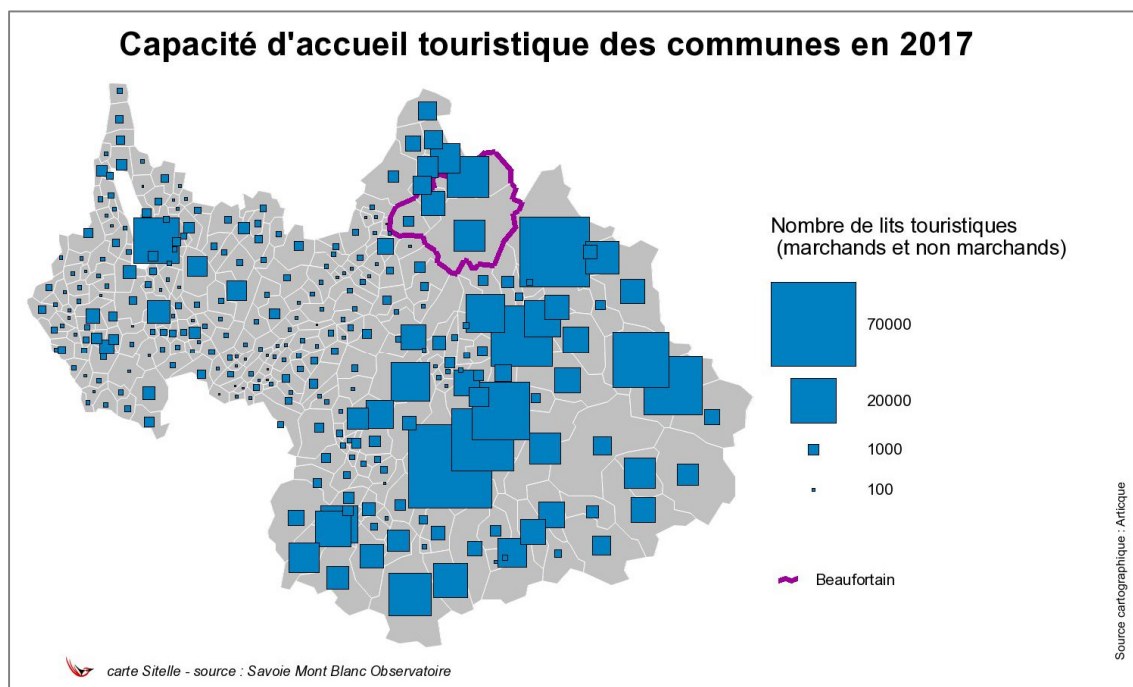 Capacité d'accueil touristique des communes en 2017
Nombre de lits touristiques
(marchands et non marchands)
70000
20000
1000
100
Beaufortain
Source cartographique : Articque
carte Sitelle - source : Savoie Mont Blanc Observatoire